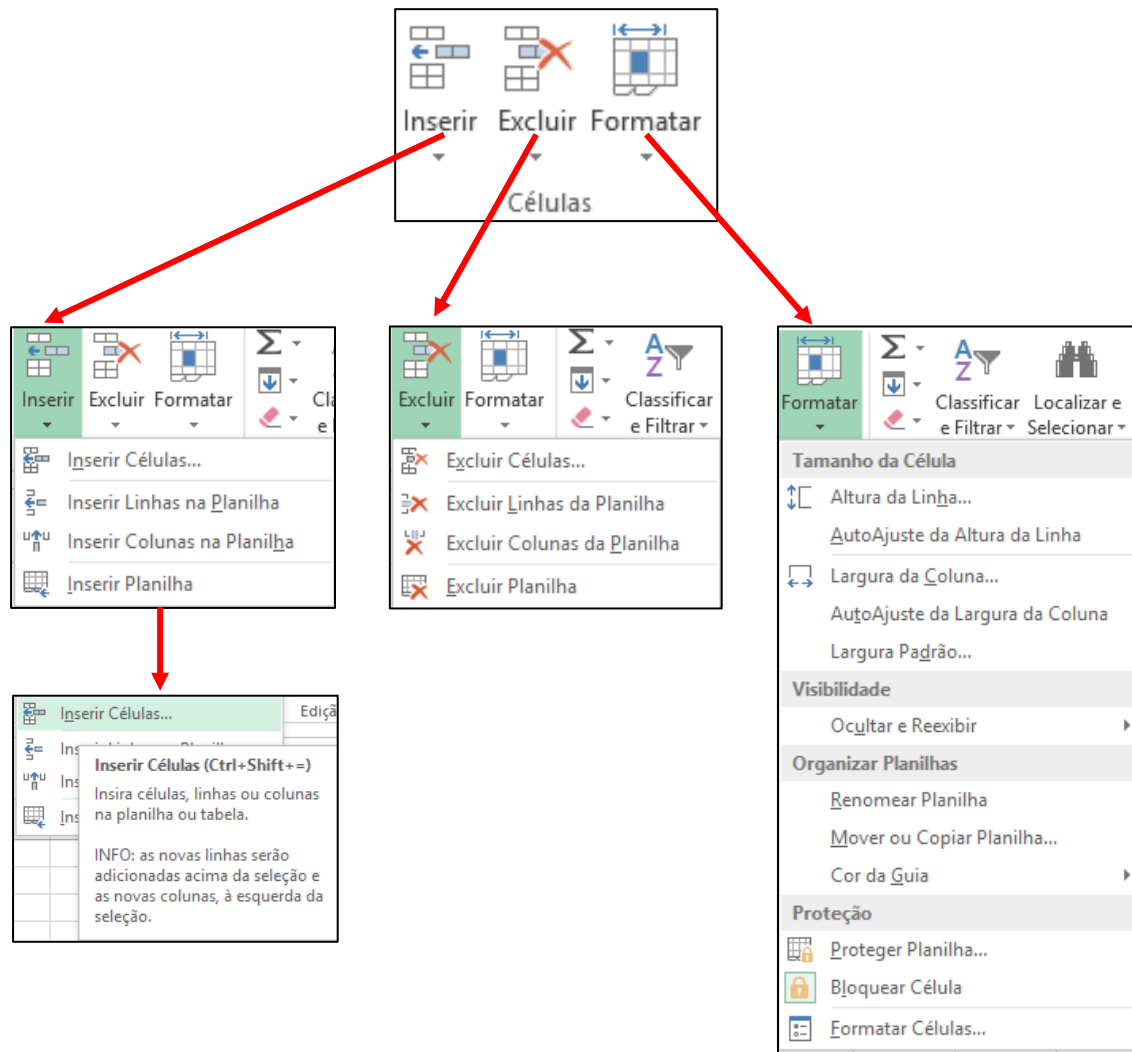 Inserir Excluir Formatar
Células
Inserir Excluir Formatar
Σ
Cla
e
Inserir Células...
Inserir Linhas na Planilha
Inserir Colunas na Planilha
Inserir Planilha
Inserir Células... Ediçã
Ins
Ins
Ins
Inserir Células (Ctrl+Shift+=)
Insira células, linhas ou colunas
na planilha ou tabela.
INFO: as novas linhas serão
adicionadas acima da seleção e
as novas colunas, à esquerda da
seleção.
Excluir Formatar
Σ
A
Z
Classificar
e Filtrar
Excluir Células...
Excluir Linhas da Planilha
Excluir Colunas da Planilha
Excluir Planilha
Formatar
Σ
A
Z
Classificar Localizar e
e Filtrar Selecionar
Tamanho da Célula
Altura da Linha...
AutoAjuste da Altura da Linha
Largura da Coluna...
AutoAjuste da Largura da Coluna
Largura Padrão...
Visibilidade
Ocultar e Reexibir
Organizar Planilhas
Renomear Planilha
Mover ou Copiar Planilha...
Cor da Guia
Proteção
Proteger Planilha...
Bloquear Célula
Formatar Células...